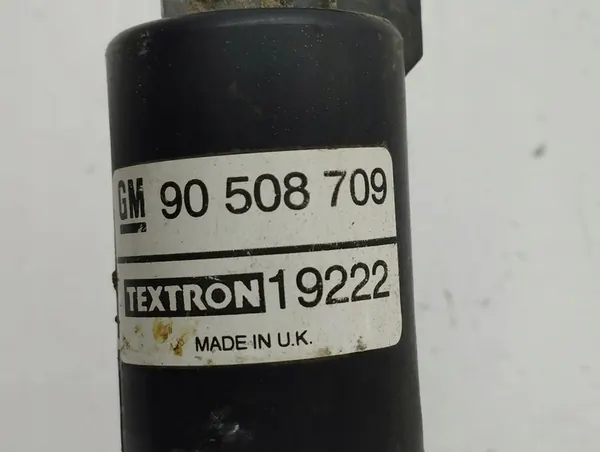 GM 90 508 709
TEXTRON 19222
MADE IN U.K.